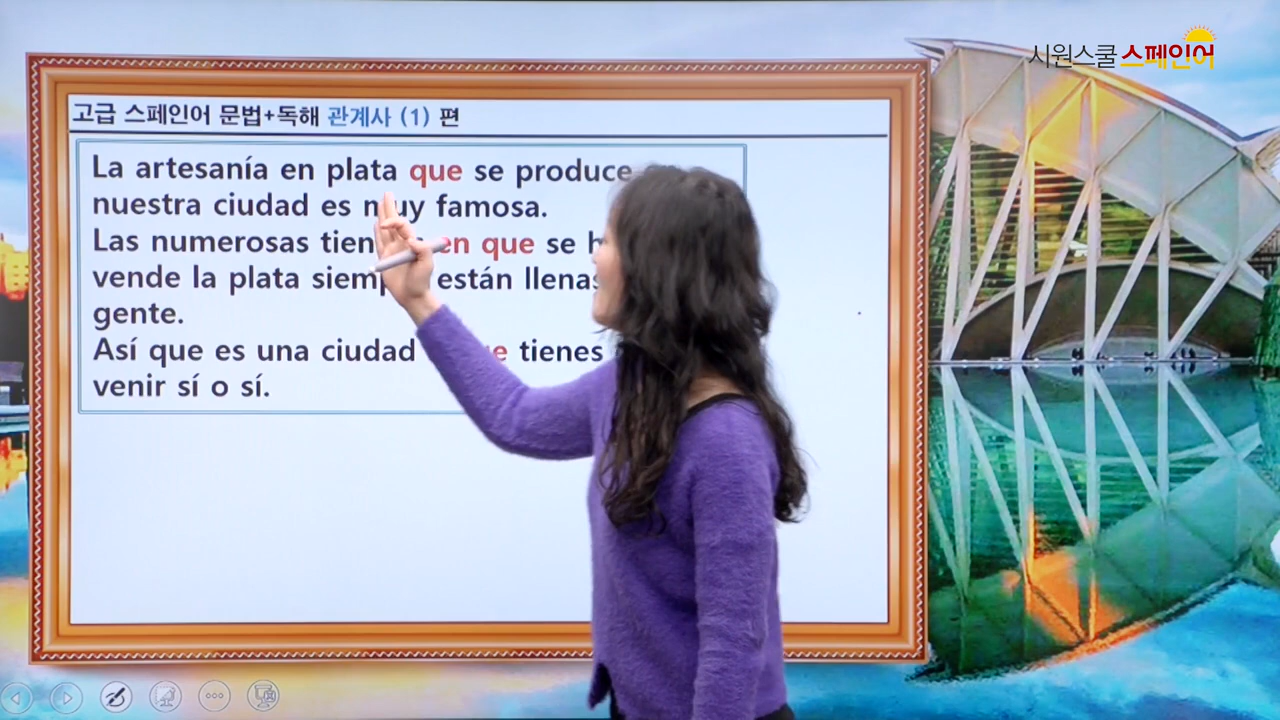 시원스쿨 스페인어
고급 스페인어 문법+독해 관계사 (1) 편
La artesanía en plata que se produce
nuestra ciudad es muy famosa.
Las numerosas en que se
vende la plata están llenas
gente.
Así que es una ciudad tienes
venir sí o sí.